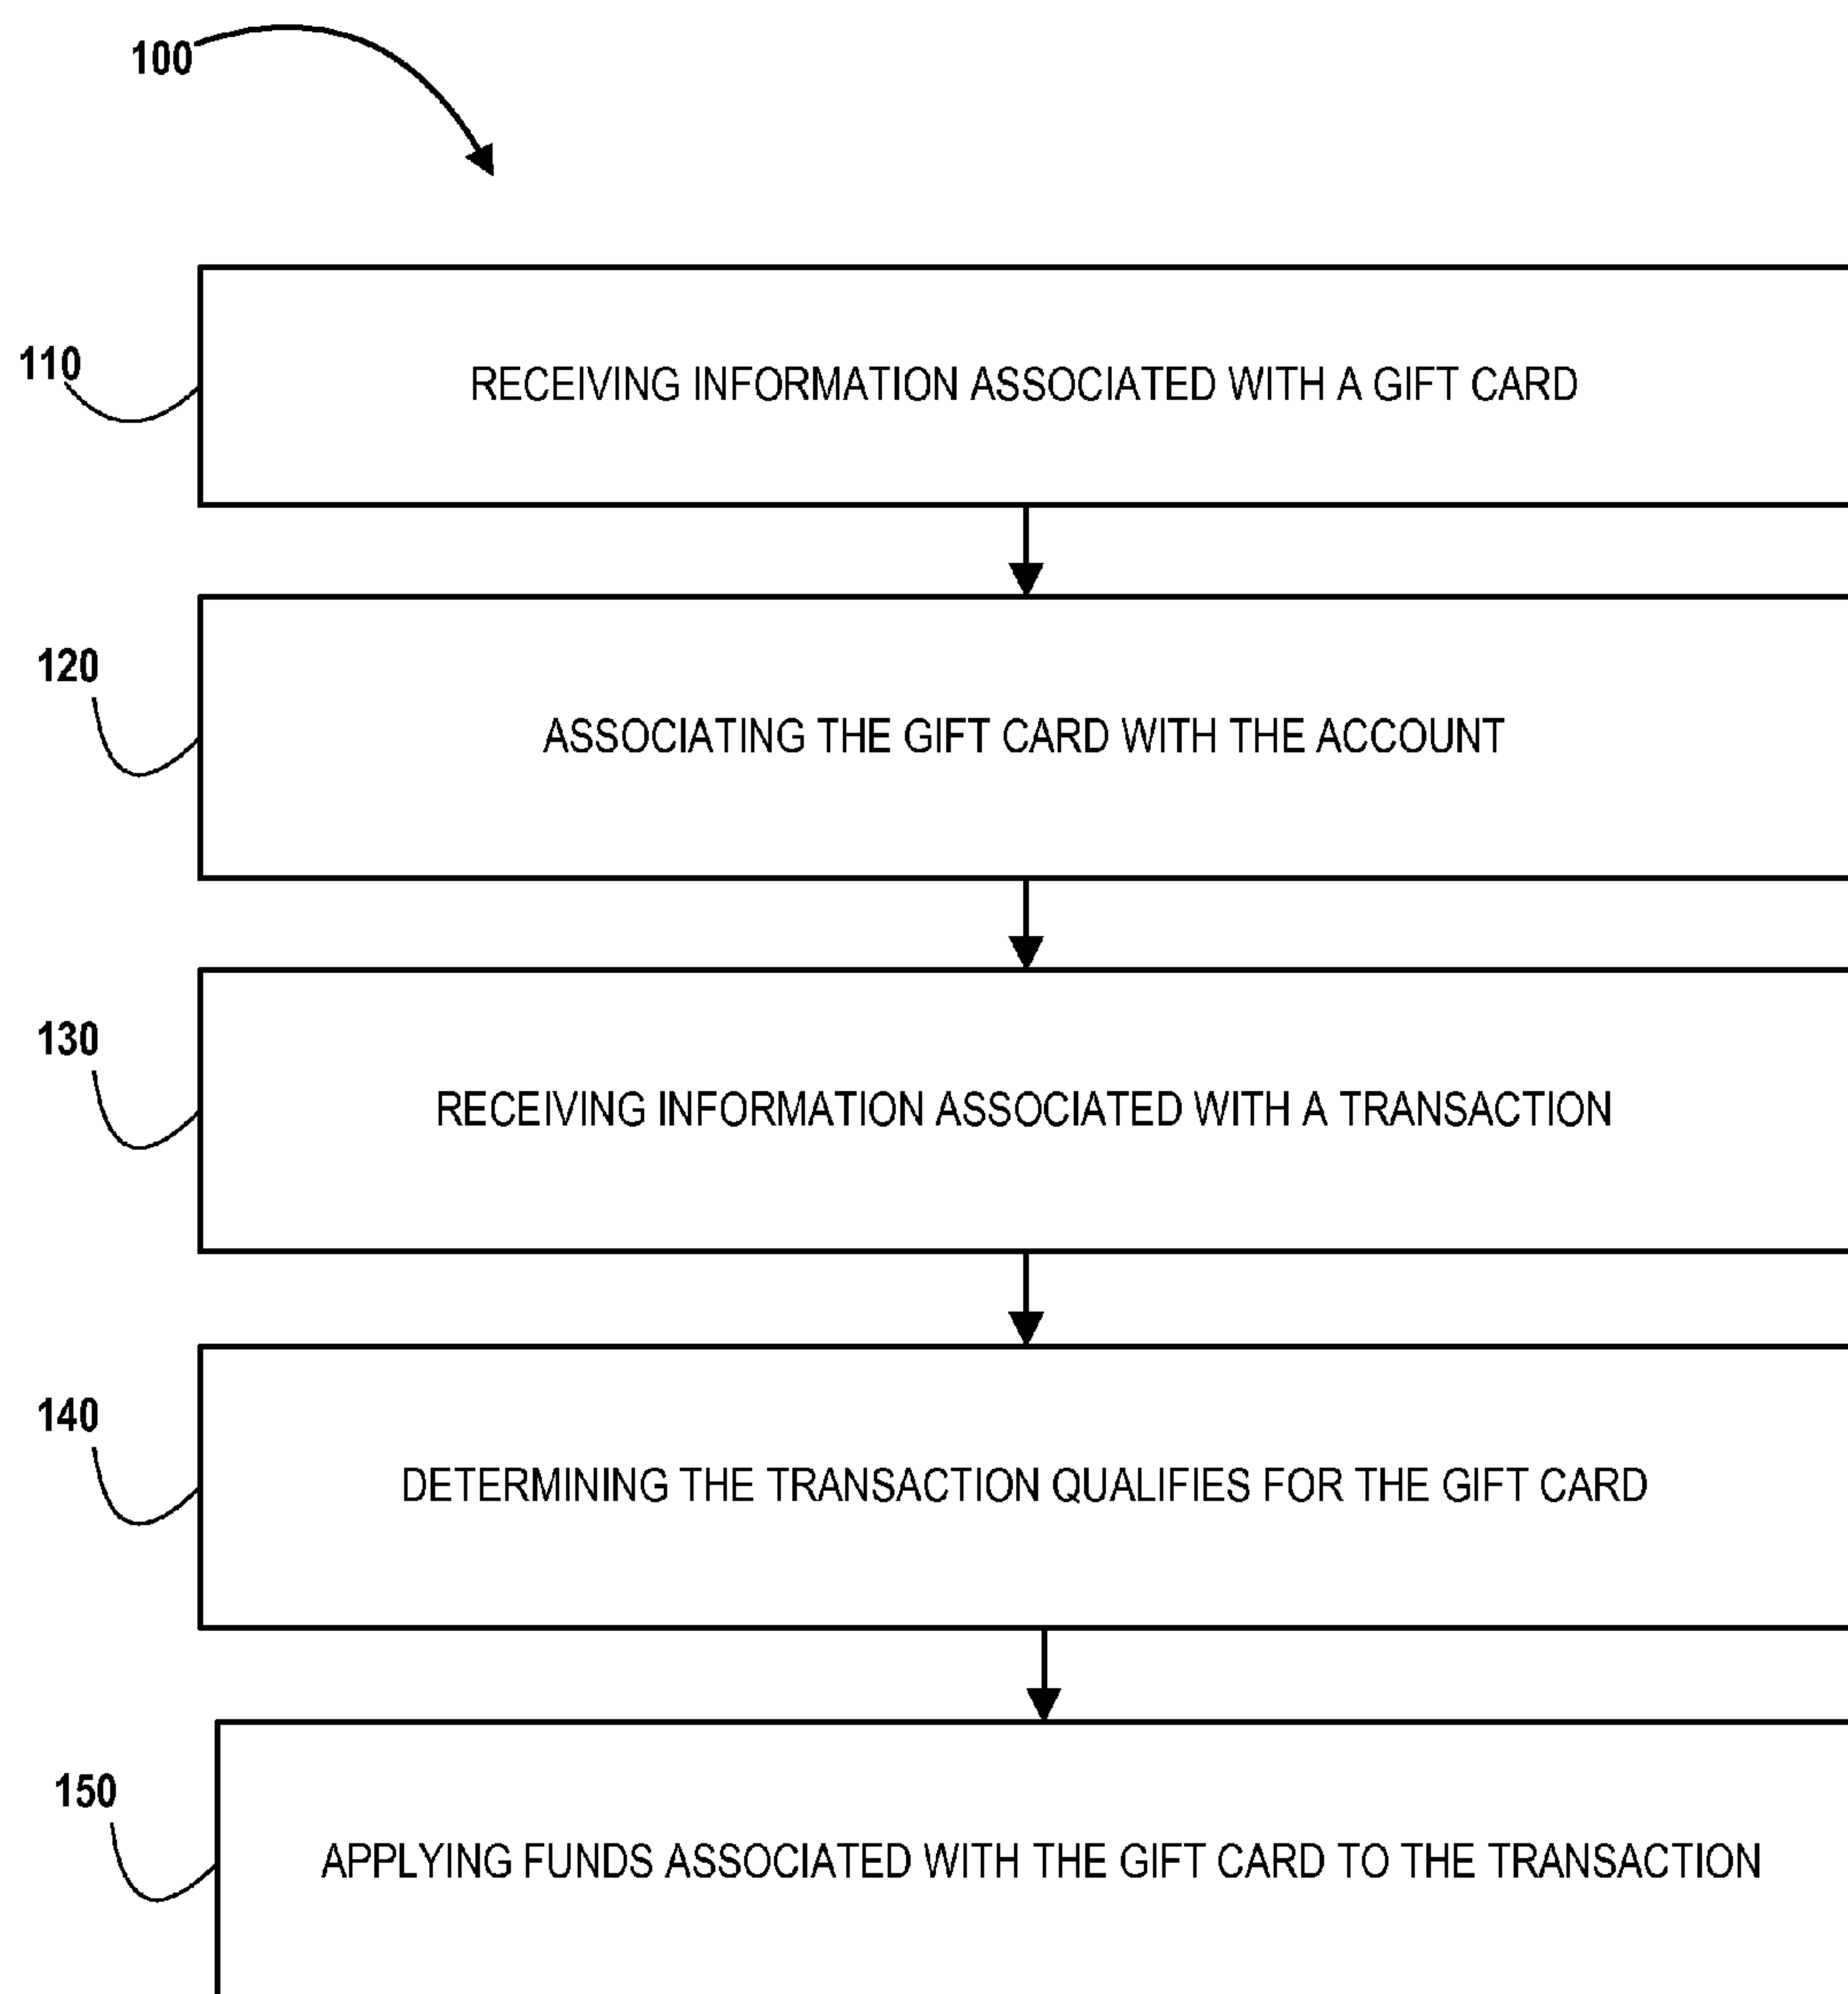 100
110
RECEIVING INFORMATION ASSOCIATED WITH A GIFT CARD
120
ASSOCIATING THE GIFT CARD WITH THE ACCOUNT
130
RECEIVING INFORMATION ASSOCIATED WITH A TRANSACTION
140
DETERMINING THE TRANSACTION QUALIFIES FOR THE GIFT CARD
150
APPLYING FUNDS ASSOCIATED WITH THE GIFT CARD TO THE TRANSACTION